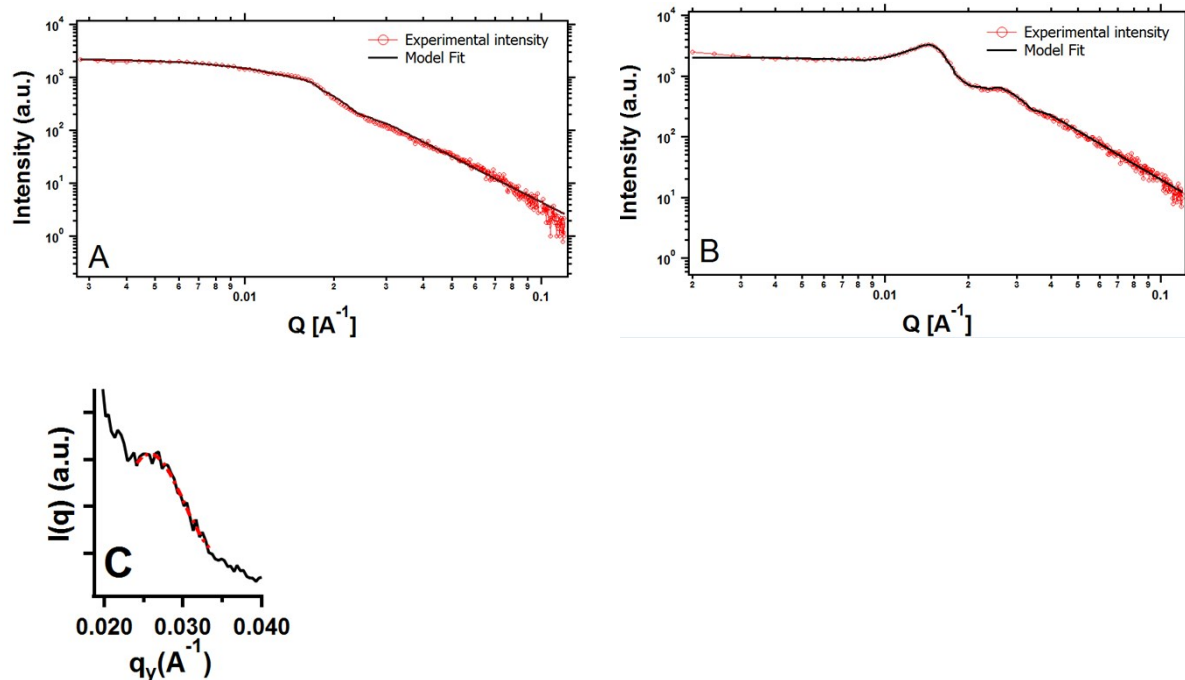 10⁴
10³
10²
10¹
10⁰
Intensity (a.u.)
Experimental intensity
Model Fit
A
3 4 5 6 7 8 9 0.01 2 3 4 5 6 7 8 9 0.1
Q [A⁻¹]
10⁴
10³
10²
10¹
10⁰
Intensity (a.u.)
Experimental intensity
Model Fit
B
2 3 4 5 6 7 8 9 0.01 2 3 4 5 6 7 8 9 0.1
Q [A⁻¹]
I(q) (a.u.)
C
0.020 0.030 0.040
qᵧ(A⁻¹)